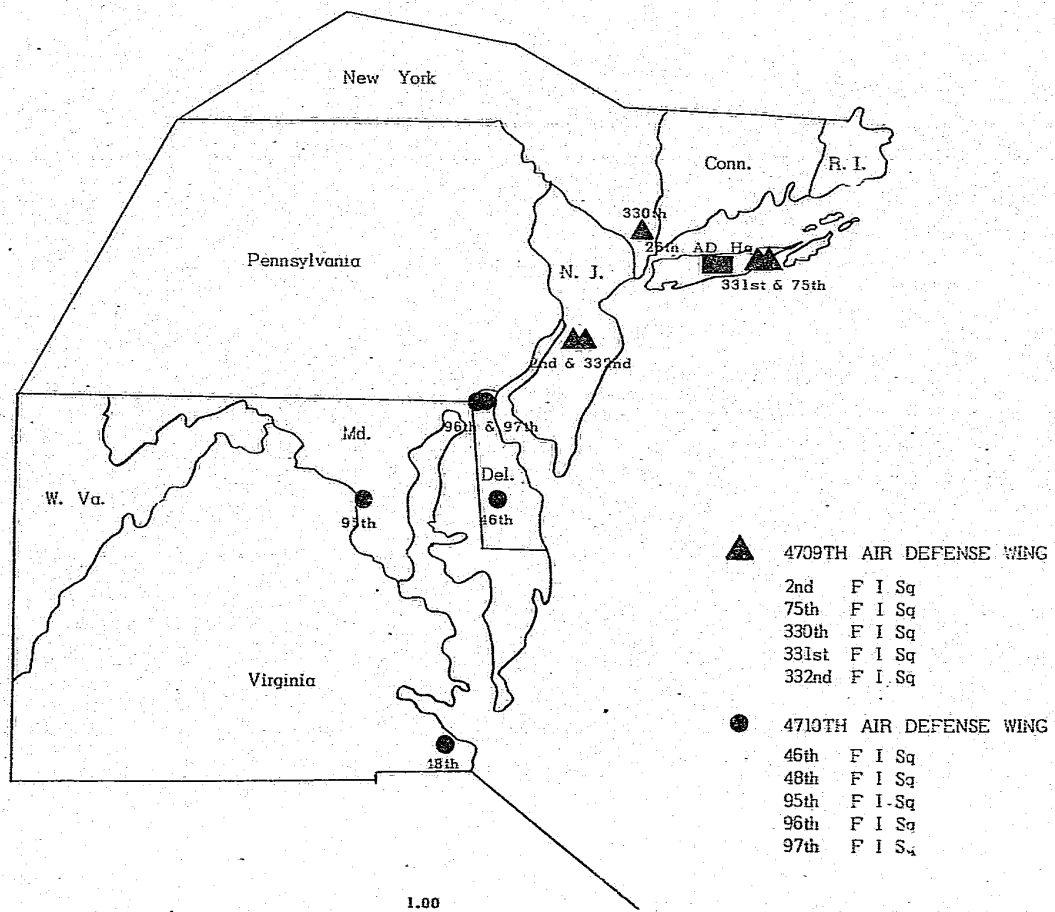 New York
Conn.
R. I.
330th
26th AD Hq
Pennsylvania
N. J.
331st & 75th
2nd & 332nd
96th & 97th
Md.
Del.
W. Va.
95th
46th
4709TH AIR DEFENSE WING
2nd F I Sq
75th F I Sq
330th F I Sq
331st F I Sq
332nd F I Sq
Virginia
4710TH AIR DEFENSE WING
48th
46th F I Sq
48th F I Sq
95th F I Sq
96th F I Sq
97th F I Sq
1.00